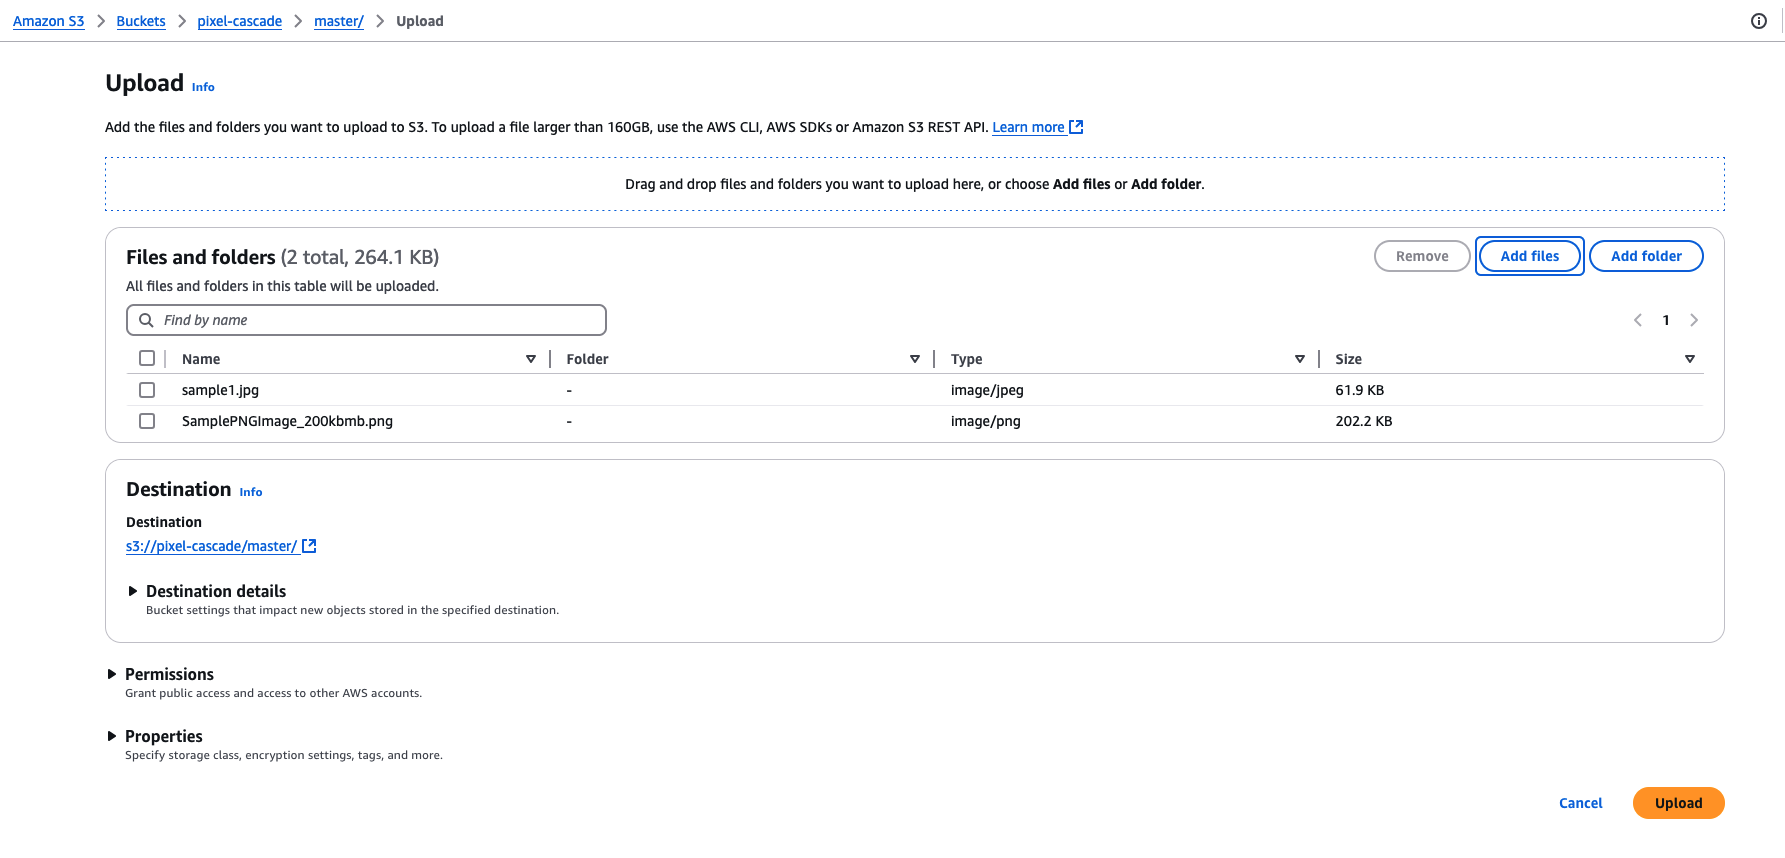 Amazon S3 > Buckets > pixel-cascade > master/ > Upload
Upload Info
Add the files and folders you want to upload to S3. To upload a file larger than 160GB, use the AWS CLI, AWS SDKs or Amazon S3 REST API. Learn more
Drag and drop files and folders you want to upload here, or choose Add files or Add folder.
Files and folders (2 total, 264.1 KB)
Remove Add files Add folder
All files and folders in this table will be uploaded.
Find by name
1
Name Folder Type Size
sample1.jpg - image/jpeg 61.9 KB
SamplePNGImage_200kbmb.png - image/png 202.2 KB
Destination Info
Destination
s3://pixel-cascade/master/
Destination details
Bucket settings that impact new objects stored in the specified destination.
Permissions
Grant public access and access to other AWS accounts.
Properties
Specify storage class, encryption settings, tags, and more.
Cancel Upload